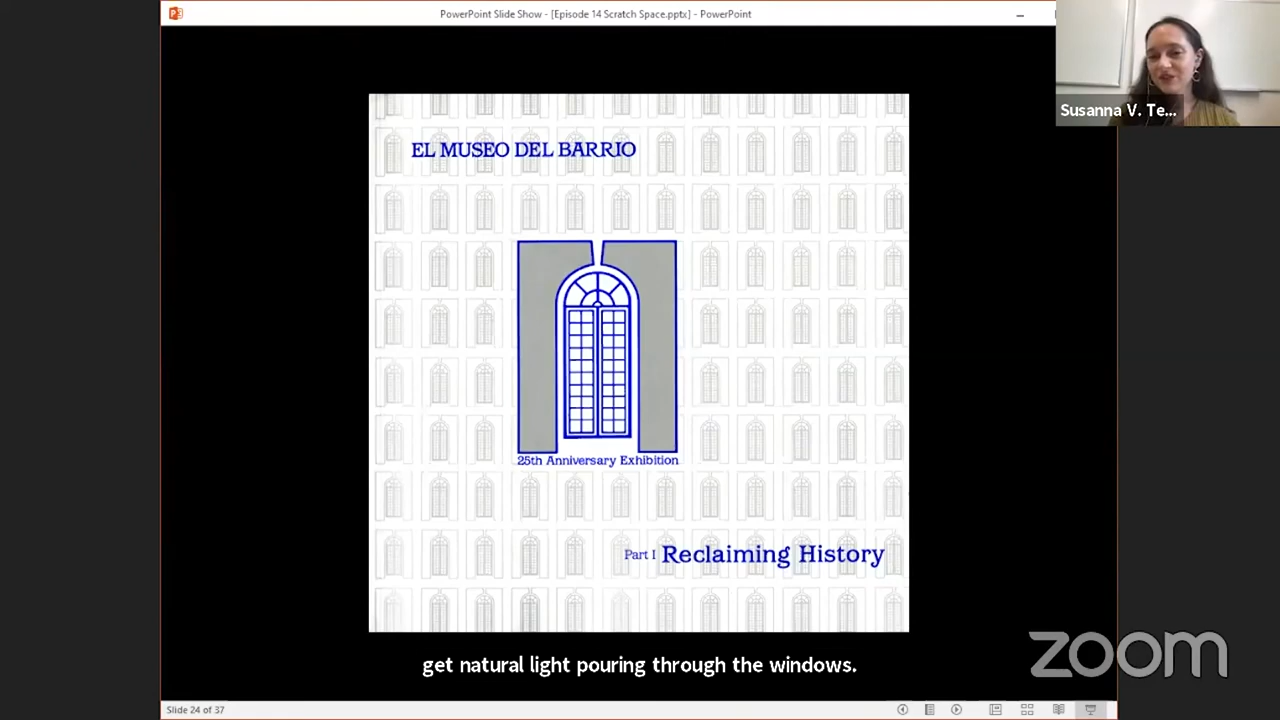 PowerPoint Slide Show - [Episode 14 Scratch Space.pptx] - PowerPoint
Susanna V. Te...
EL MUSEO DEL BARRIO
25th Anniversary Exhibition
Part I Reclaiming History
get natural light pouring through the windows.
zoom
Slide 24 of 37